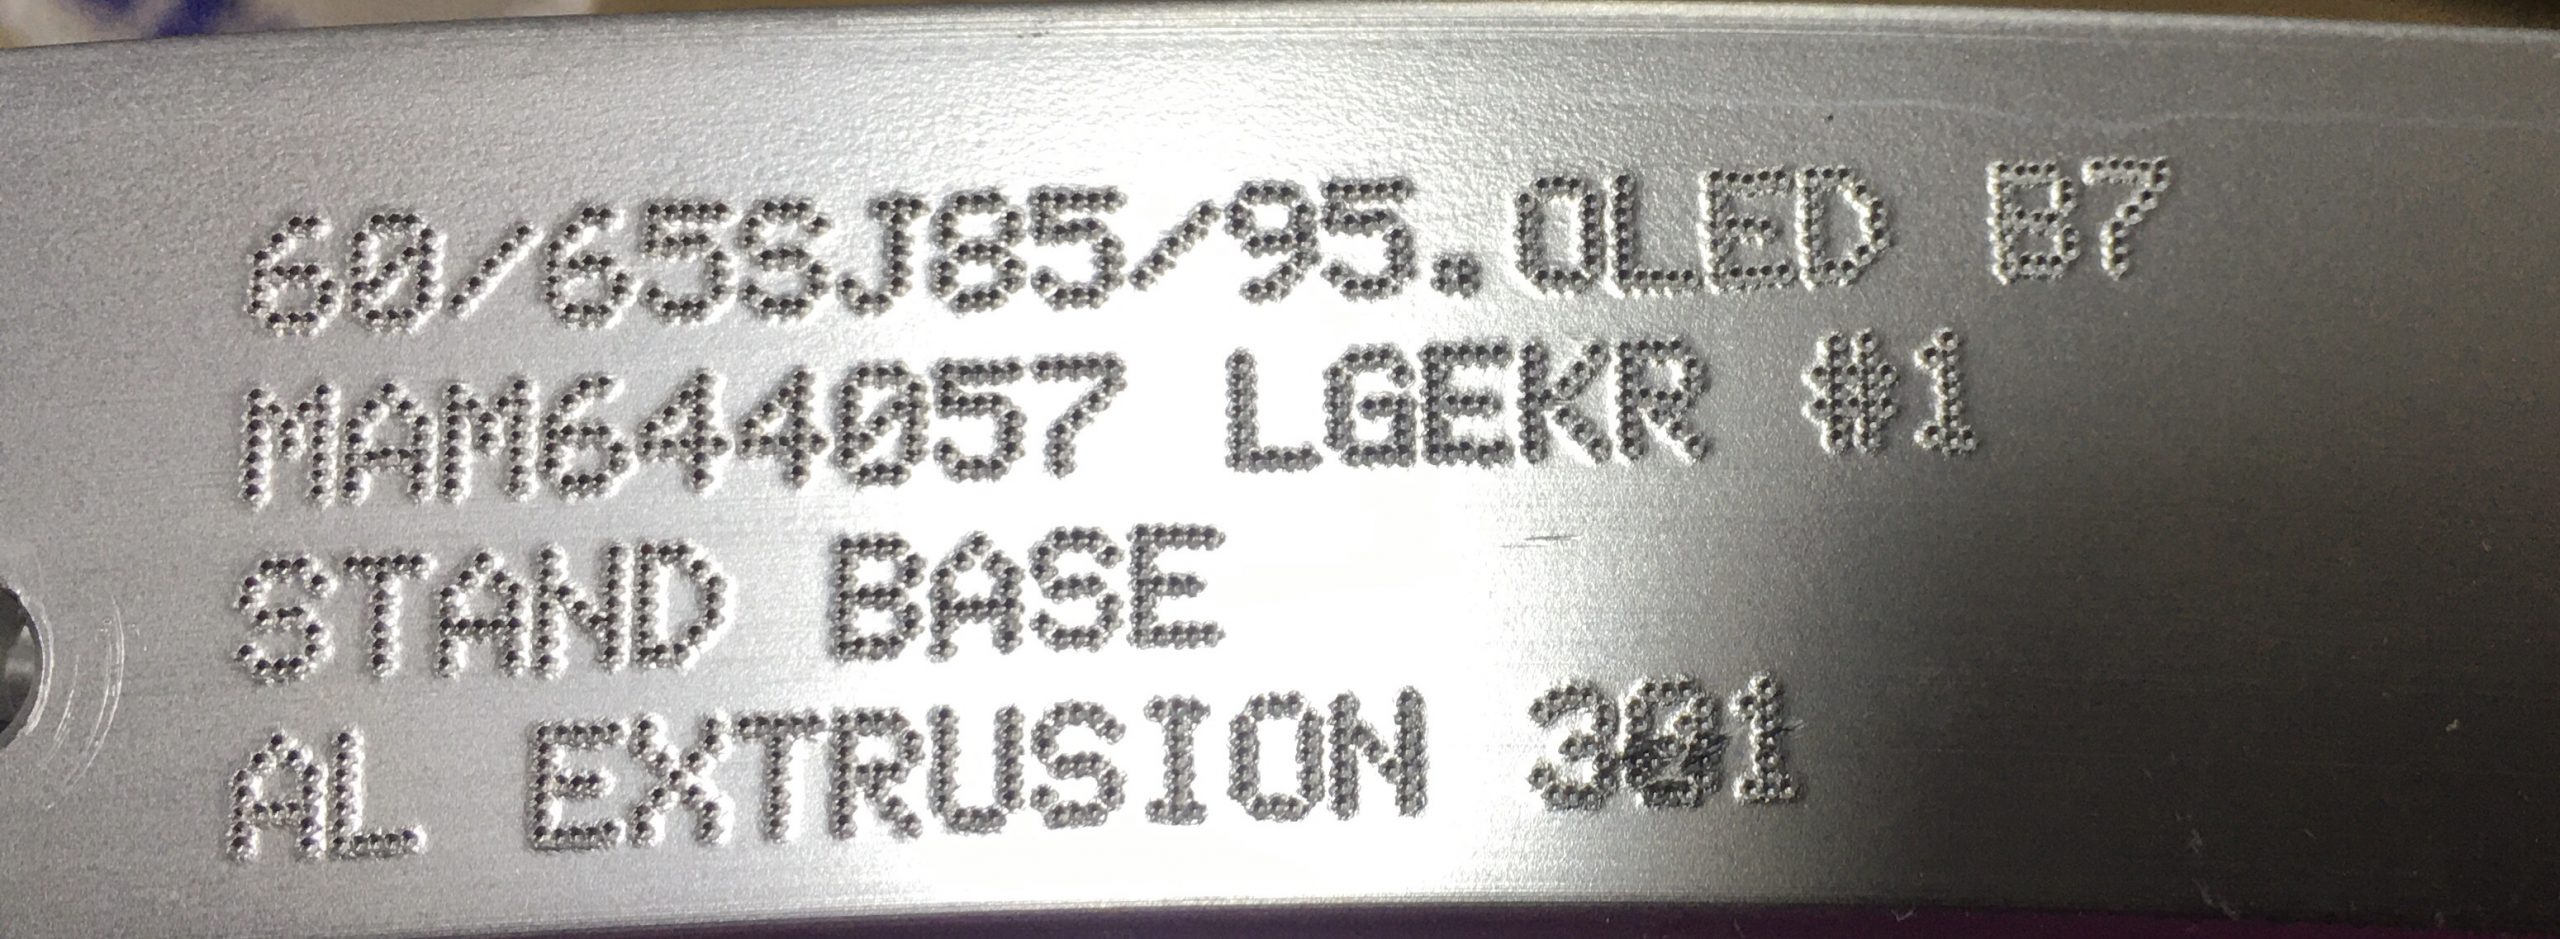 60/65SJ85/95.OLED B7
MAM644057 LGEKR #1
STAND BASE
AL EXTRUSION 301